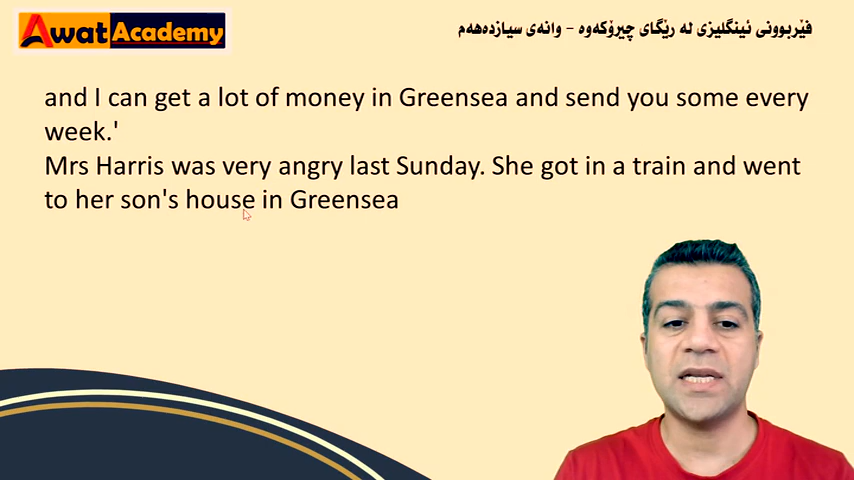 Awat Academy
فێربوونی ئینگلیزی لە ڕێگای چیرۆکەوە - وانەی سیازدەهەم
and I can get a lot of money in Greensea and send you some every
week.'
Mrs Harris was very angry last Sunday. She got in a train and went
to her son's house in Greensea